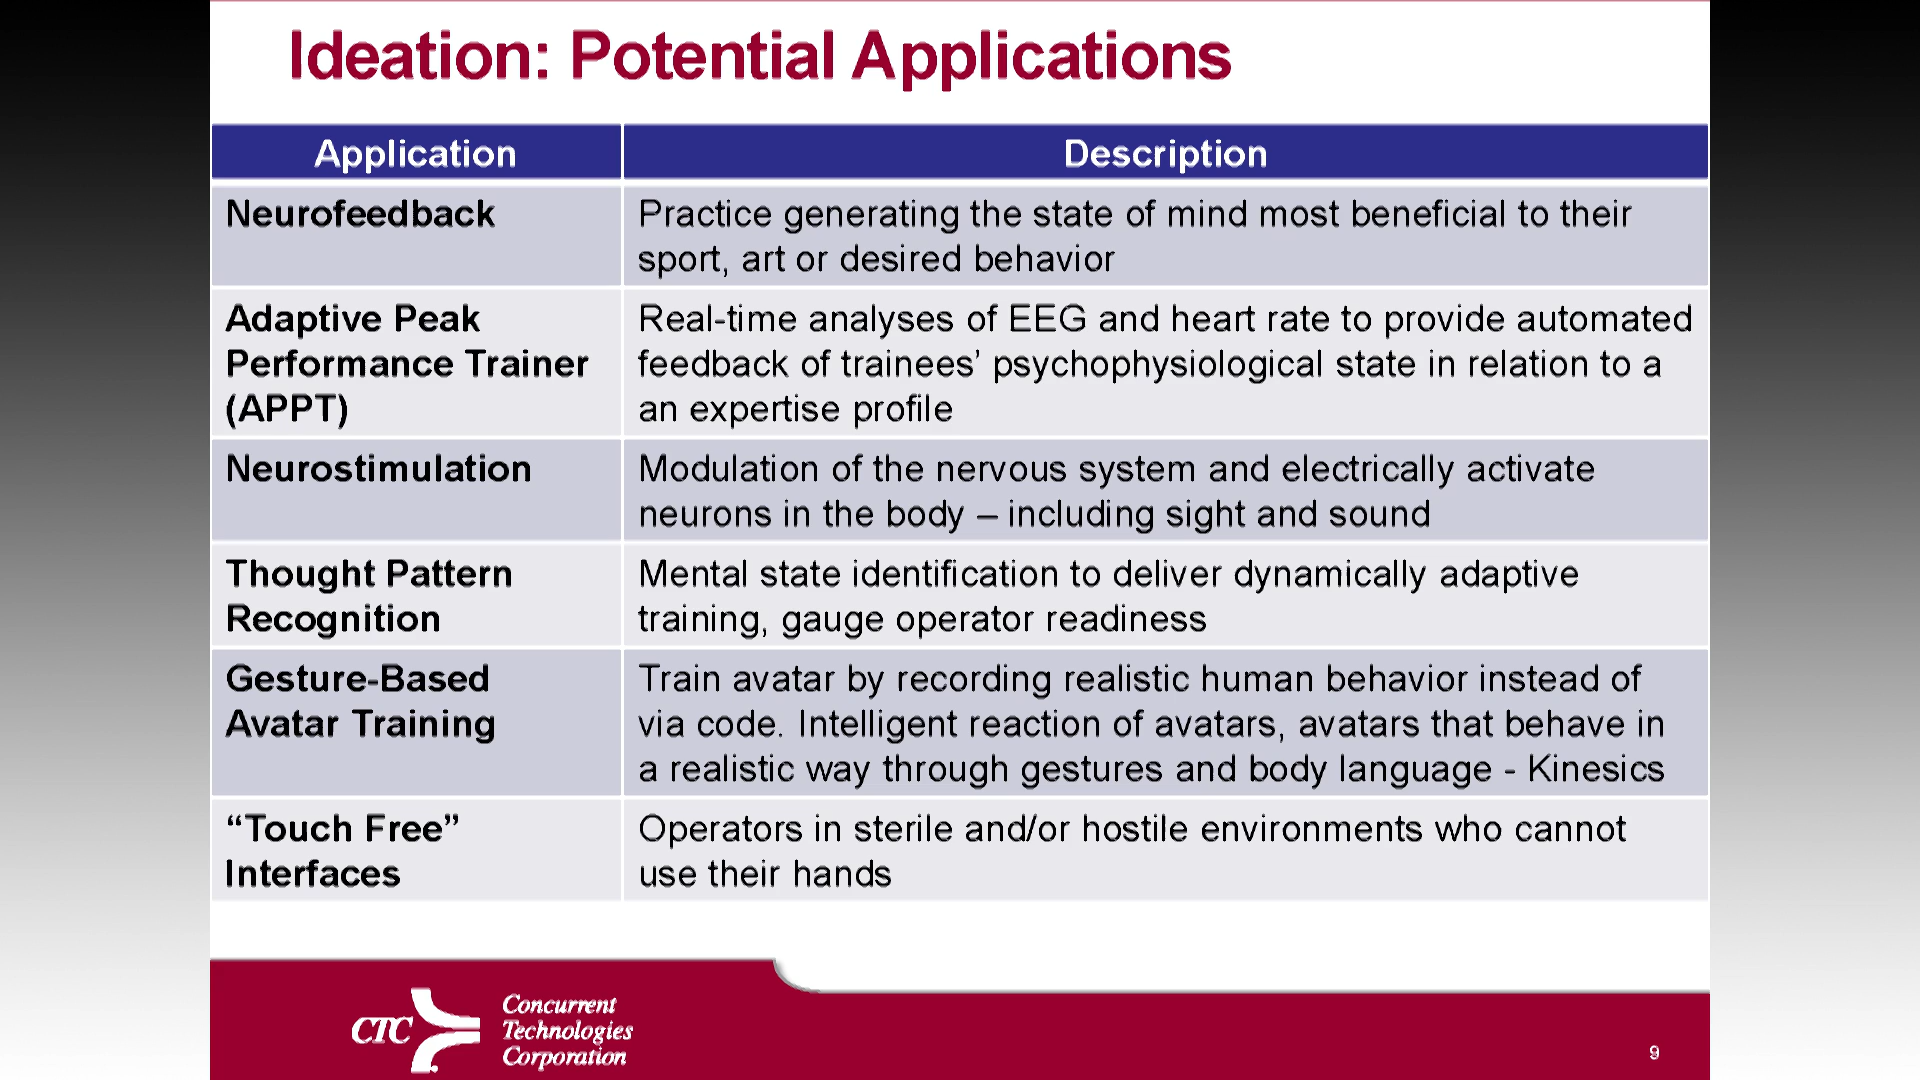 Ideation: Potential Applications
Application
Description
Neurofeedback
Practice generating the state of mind most beneficial to their
sport, art or desired behavior
Adaptive Peak
Performance Trainer
(APPT)
Real-time analyses of EEG and heart rate to provide automated
feedback of trainees’ psychophysiological state in relation to a
an expertise profile
Neurostimulation
Modulation of the nervous system and electrically activate
neurons in the body – including sight and sound
Thought Pattern
Recognition
Mental state identification to deliver dynamically adaptive
training, gauge operator readiness
Gesture-Based
Avatar Training
Train avatar by recording realistic human behavior instead of
via code. Intelligent reaction of avatars, avatars that behave in
a realistic way through gestures and body language - Kinesics
“Touch Free”
Interfaces
Operators in sterile and/or hostile environments who cannot
use their hands
CTC
Concurrent
Technologies
Corporation
9